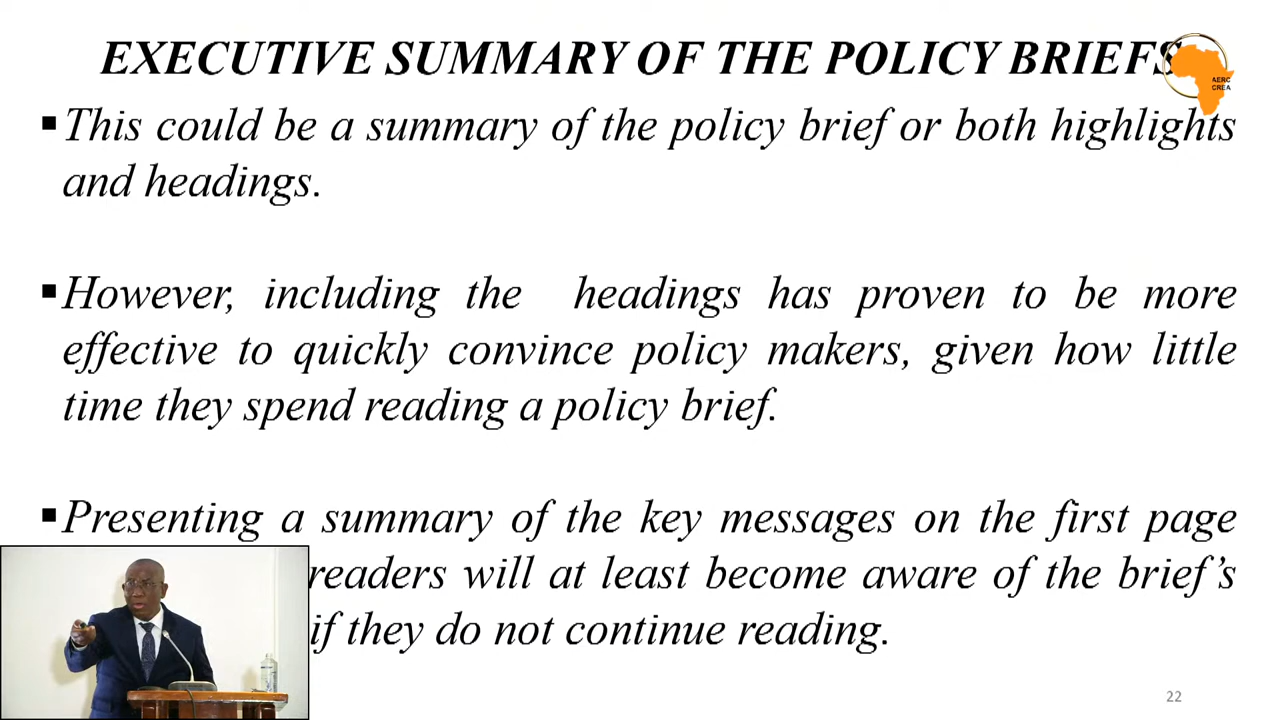 EXECUTIVE SUMMARY OF THE POLICY BRIEFS
AERC
CREA
▪This could be a summary of the policy brief or both highlights
and headings.
▪However, including the headings has proven to be more
effective to quickly convince policy makers, given how little
time they spend reading a policy brief.
▪Presenting a summary of the key messages on the first page
readers will at least become aware of the brief’s
if they do not continue reading.
22